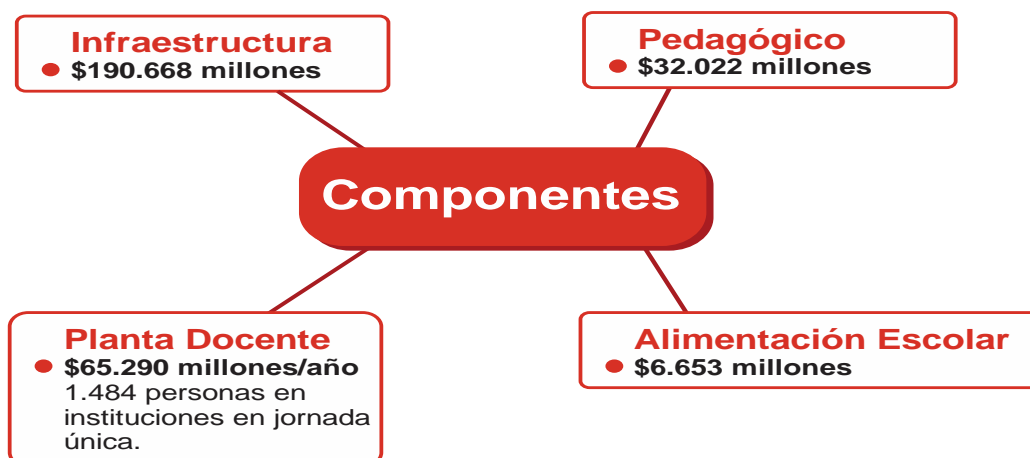 Infraestructura
$190.668 millones
Pedagógico
$32.022 millones
Componentes
Planta Docente
$65.290 millones/año
1.484 personas en
instituciones en jornada
única.
Alimentación Escolar
$6.653 millones